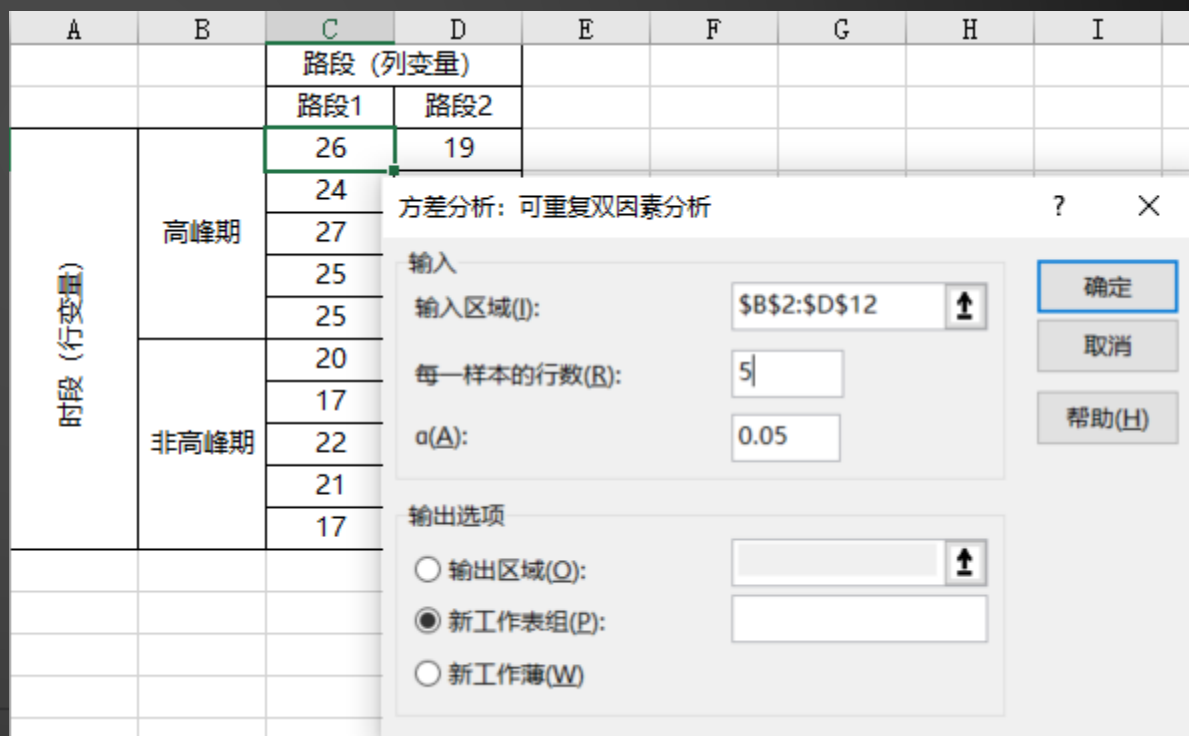 A B C D E F G H I
路段（列变量）
路段1 路段2
时段（行变量）
高峰期
26 19
24
27
25
25
非高峰期
20
17
22
21
17
方差分析：可重复双因素分析 ? ×
输入
输入区域(I): $B$2:$D$12
每一样本的行数(R): 5
α(A): 0.05
确定
取消
帮助(H)
输出选项
输出区域(O):
新工作表组(P):
新工作薄(W)